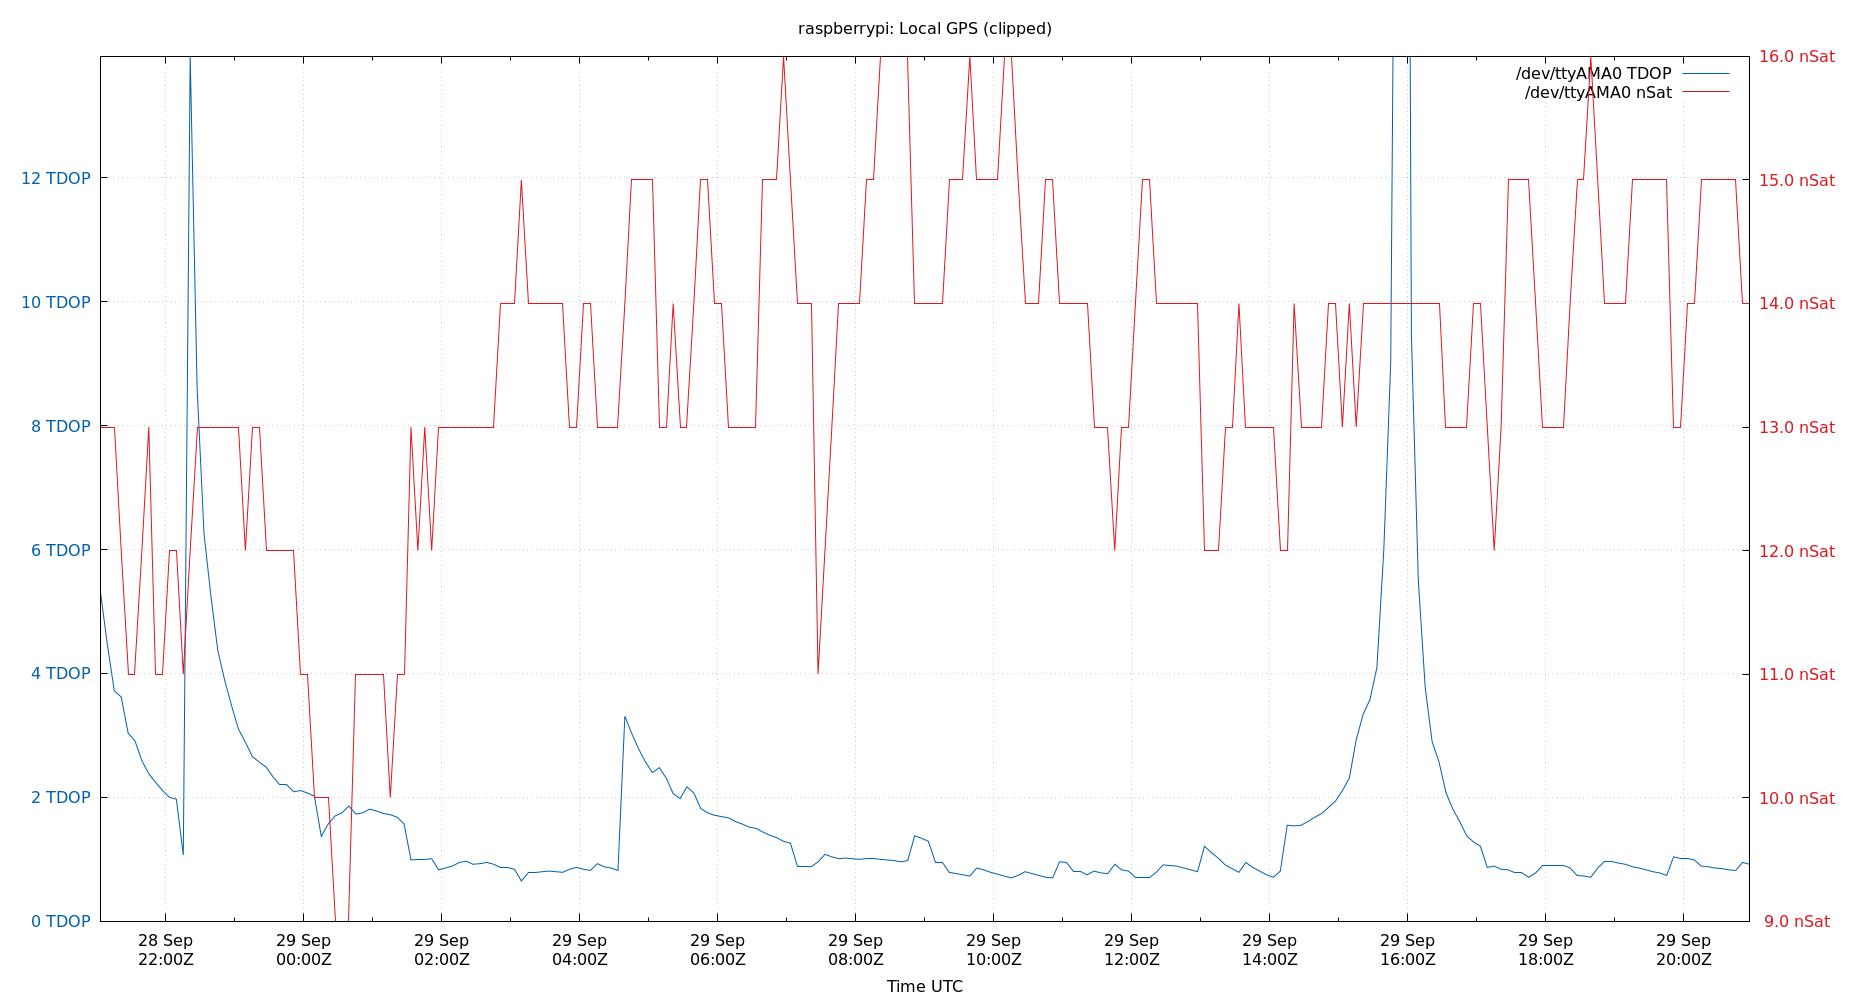 raspberrypi: Local GPS (clipped)
16.0 nSat
/dev/ttyAMA0 TDOP
/dev/ttyAMA0 nSat
12 TDOP
15.0 nSat
10 TDOP
14.0 nSat
8 TDOP
13.0 nSat
6 TDOP
12.0 nSat
4 TDOP
11.0 nSat
2 TDOP
10.0 nSat
0 TDOP
9.0 nSat
28 Sep 29 Sep 29 Sep 29 Sep 29 Sep 29 Sep 29 Sep 29 Sep 29 Sep 29 Sep 29 Sep 29 Sep
22:00Z 00:00Z 02:00Z 04:00Z 06:00Z 08:00Z 10:00Z 12:00Z 14:00Z 16:00Z 18:00Z 20:00Z
Time UTC